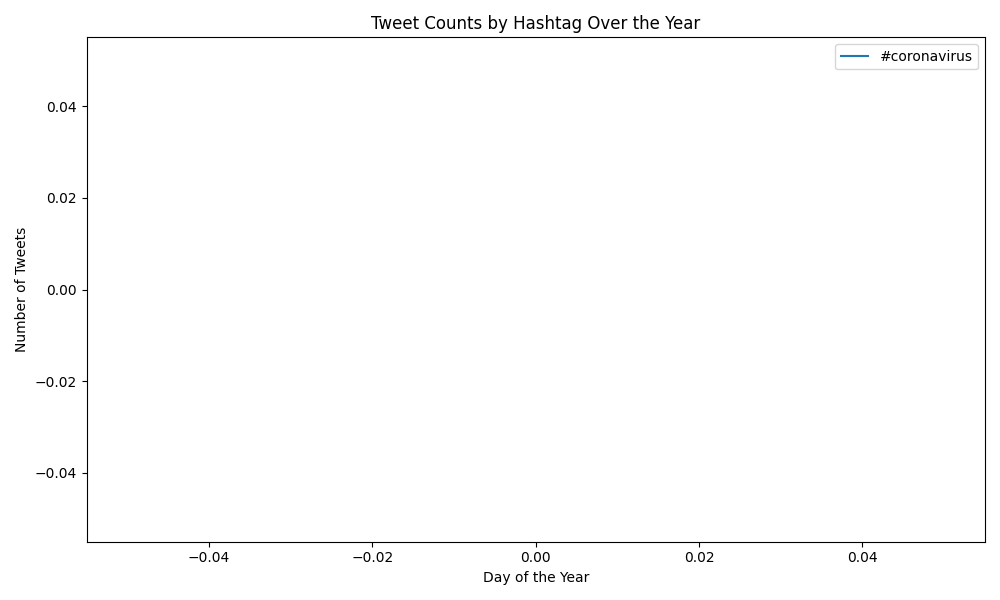 Tweet Counts by Hashtag Over the Year
#coronavirus
Number of Tweets
0.04
0.02
0.00
−0.02
−0.04
−0.04 −0.02 0.00 0.02 0.04
Day of the Year